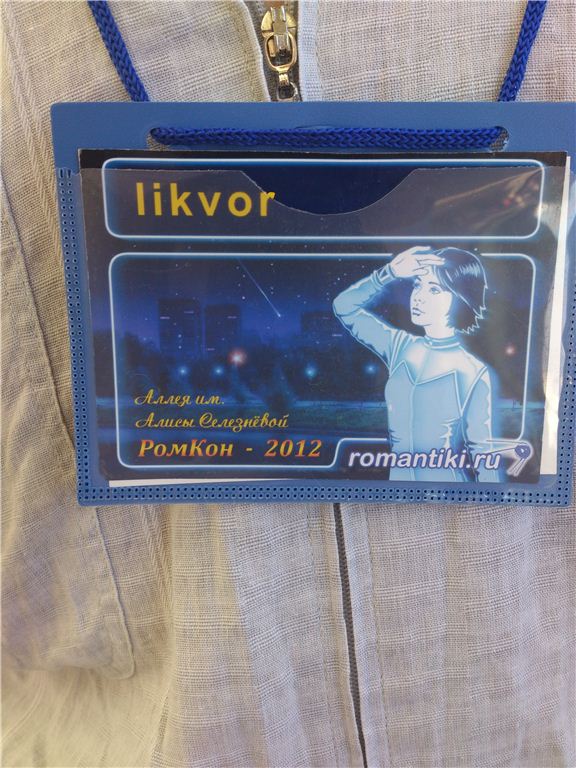 likvor
Аллея им.
Алисы Селезнёвой
РомКон - 2012
romantiki.ru